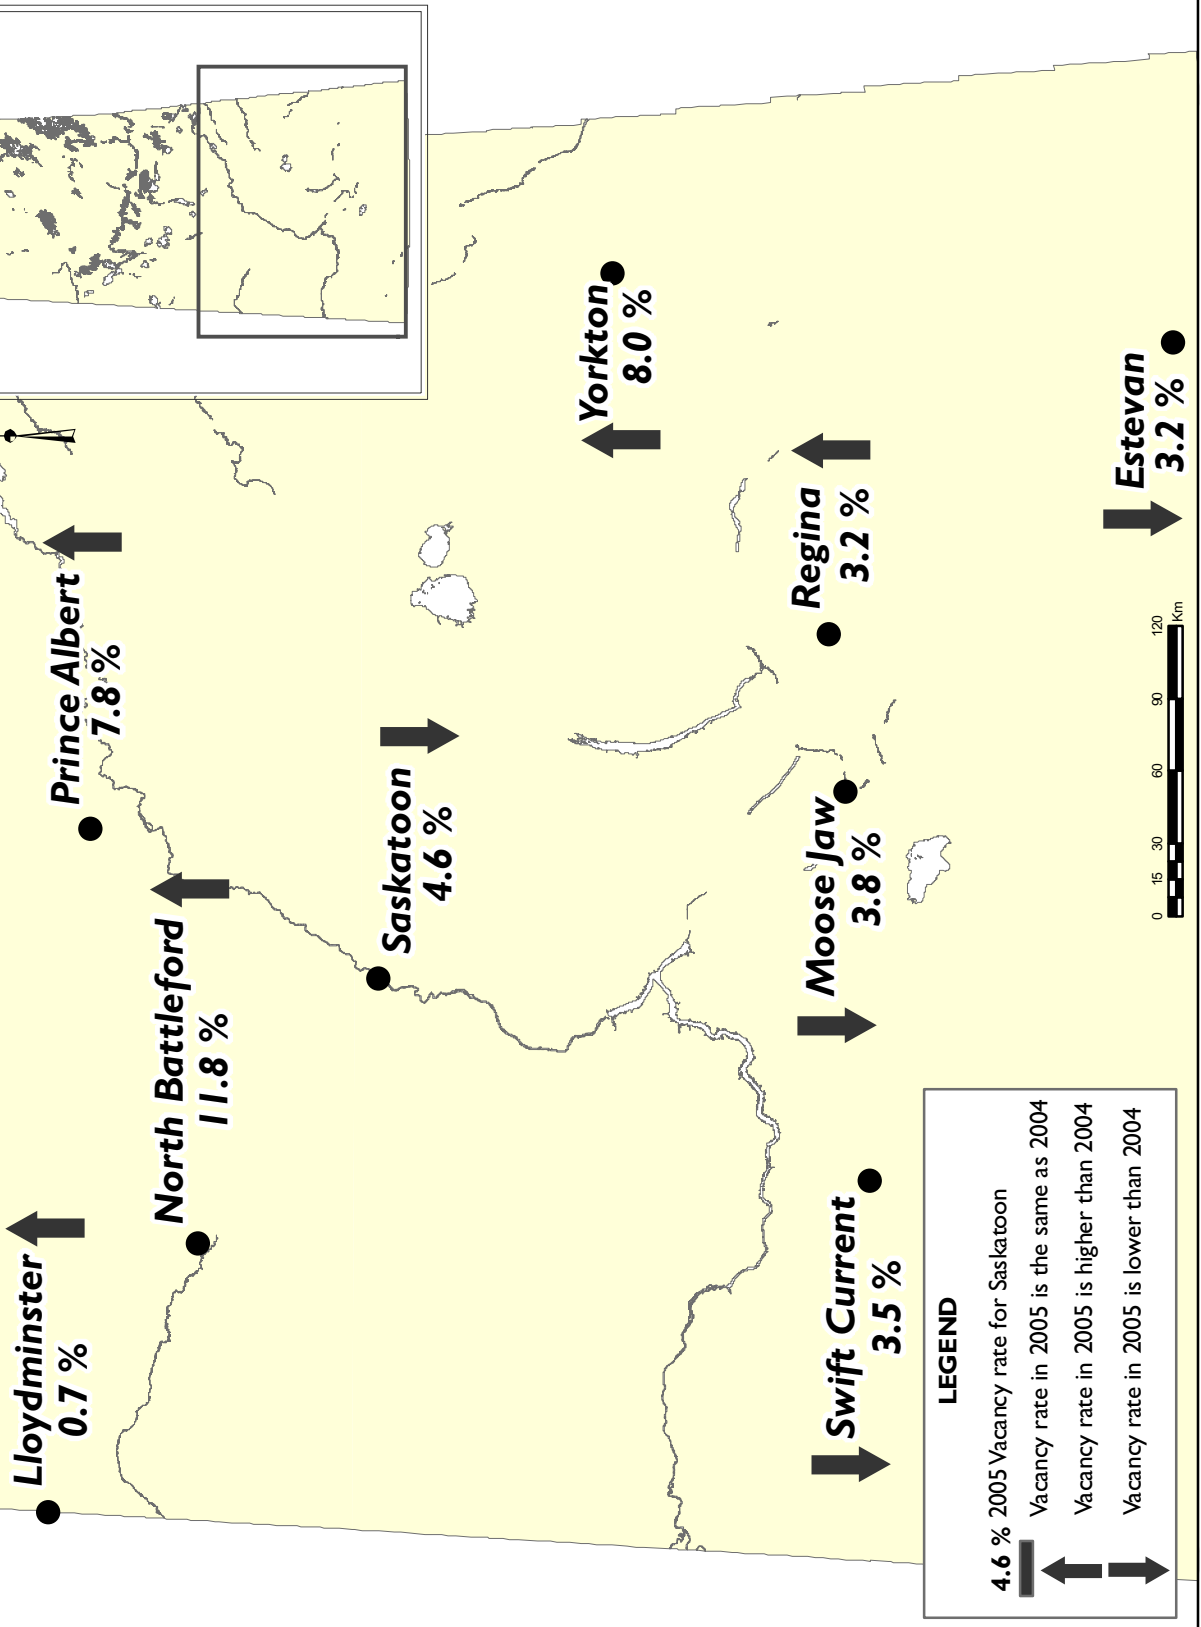 Lloydminster
0.7 %
North Battleford
11.8 %
Prince Albert
7.8 %
Saskatoon
4.6 %
Yorkton
8.0 %
Swift Current
3.5 %
Moose Jaw
3.8 %
Regina
3.2 %
Estevan
3.2 %
LEGEND
4.6 % 2005 Vacancy rate for Saskatoon
Vacancy rate in 2005 is the same as 2004
Vacancy rate in 2005 is higher than 2004
Vacancy rate in 2005 is lower than 2004
0 15 30 60 90 120
Km